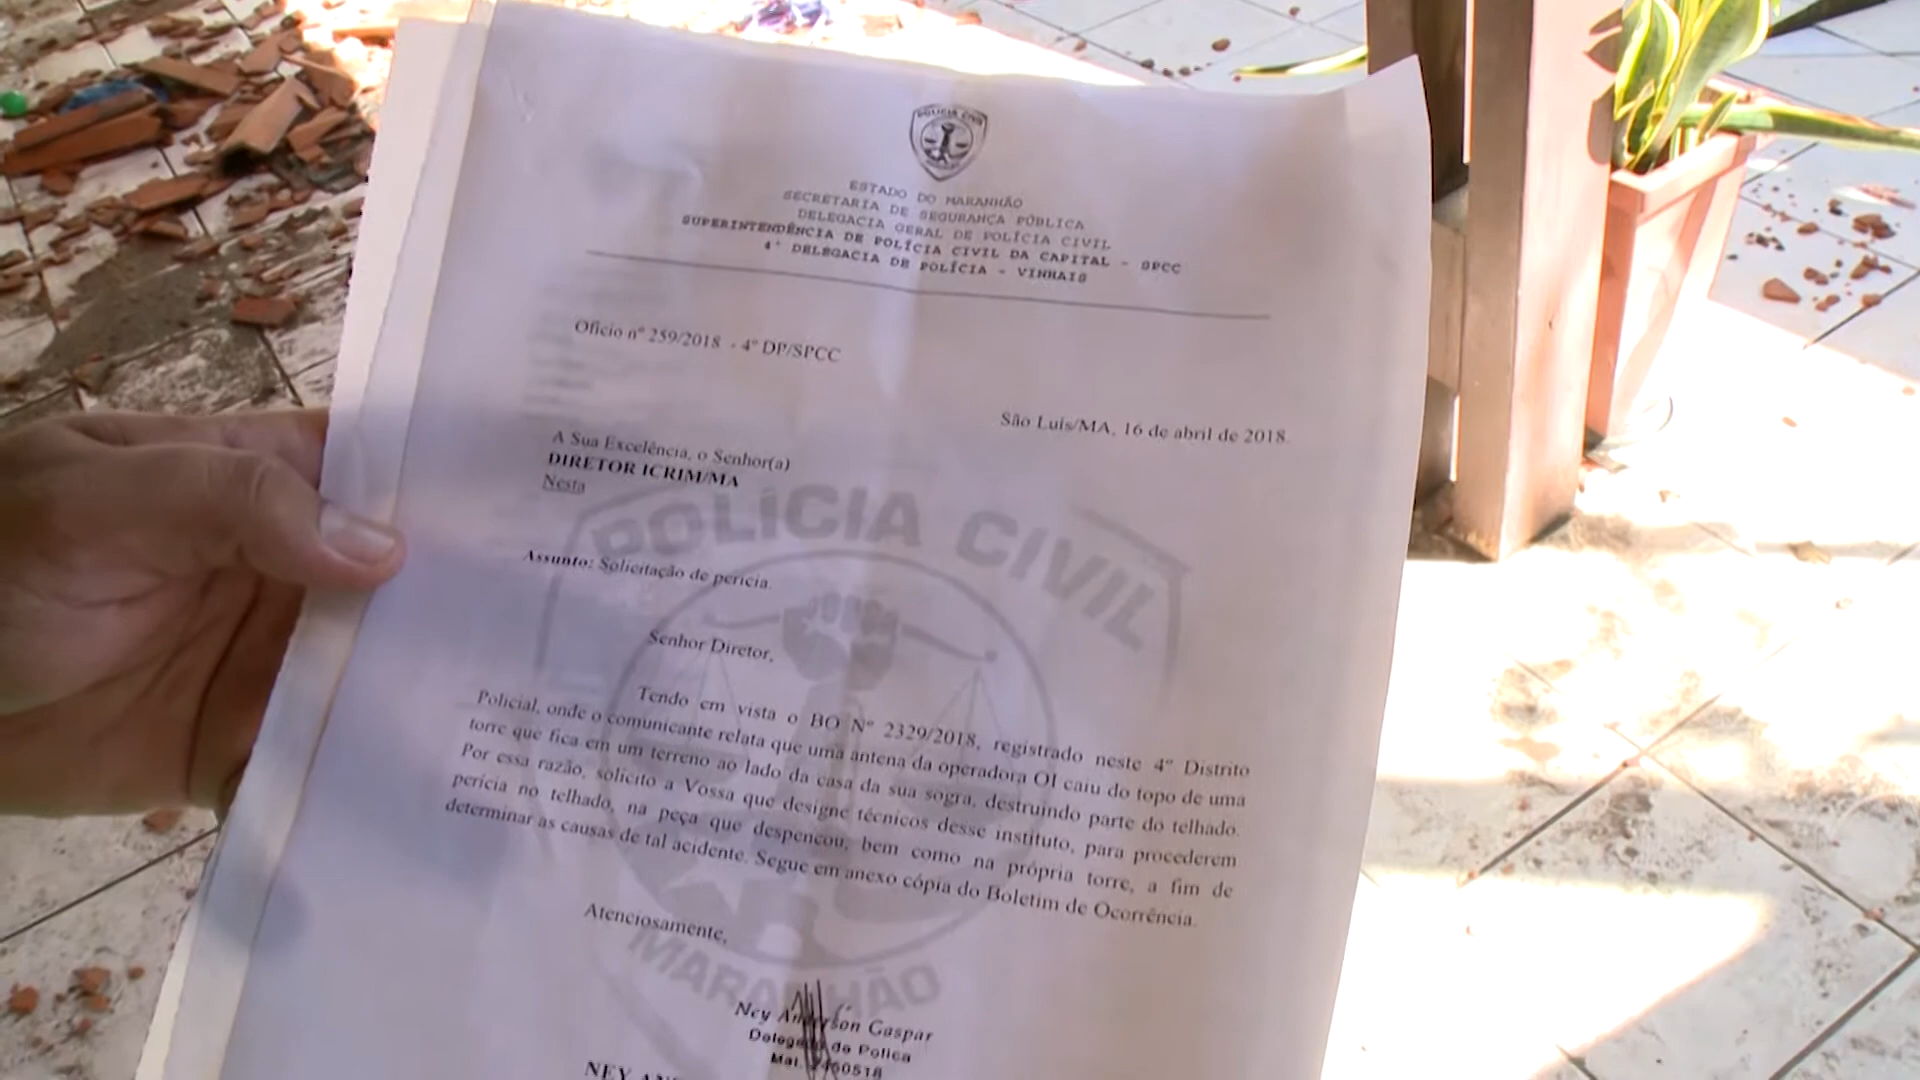 POLICIA CIVIL
ESTADO DO MARANHÃO
SECRETARIA DE SEGURANÇA PÚBLICA
DELEGACIA GERAL DE POLÍCIA CIVIL
SUPERINTENDÊNCIA DE POLÍCIA CIVIL DA CAPITAL - SPCC
4ª DELEGACIA DE POLÍCIA - VINHAIS
Ofício nº 259/2018 - 4º DP/SPCC
São Luís/MA, 16 de abril de 2018.
A Sua Excelência, o Senhor(a)
DIRETOR ICRIM/MA
Nesta
POLÍCIA CIVIL
Assunto: Solicitação de perícia.
Senhor Diretor,
Tendo em vista o BO Nº 2329/2018, registrado neste 4º Distrito
Policial, onde o comunicante relata que uma antena da operadora OI caiu do topo de uma
torre que fica em um terreno ao lado da casa da sua sogra, destruindo parte do telhado.
Por essa razão, solicito a Vossa que designe técnicos desse instituto, para procederem
perícia no telhado, na peça que despencou, bem como na própria torre, a fim de
determinar as causas de tal acidente. Segue em anexo cópia do Boletim de Ocorrência.
Atenciosamente,
MARANHÃO
Ney Anderson Gaspar
Delegado de Polica
Mat. 2460518
NEY